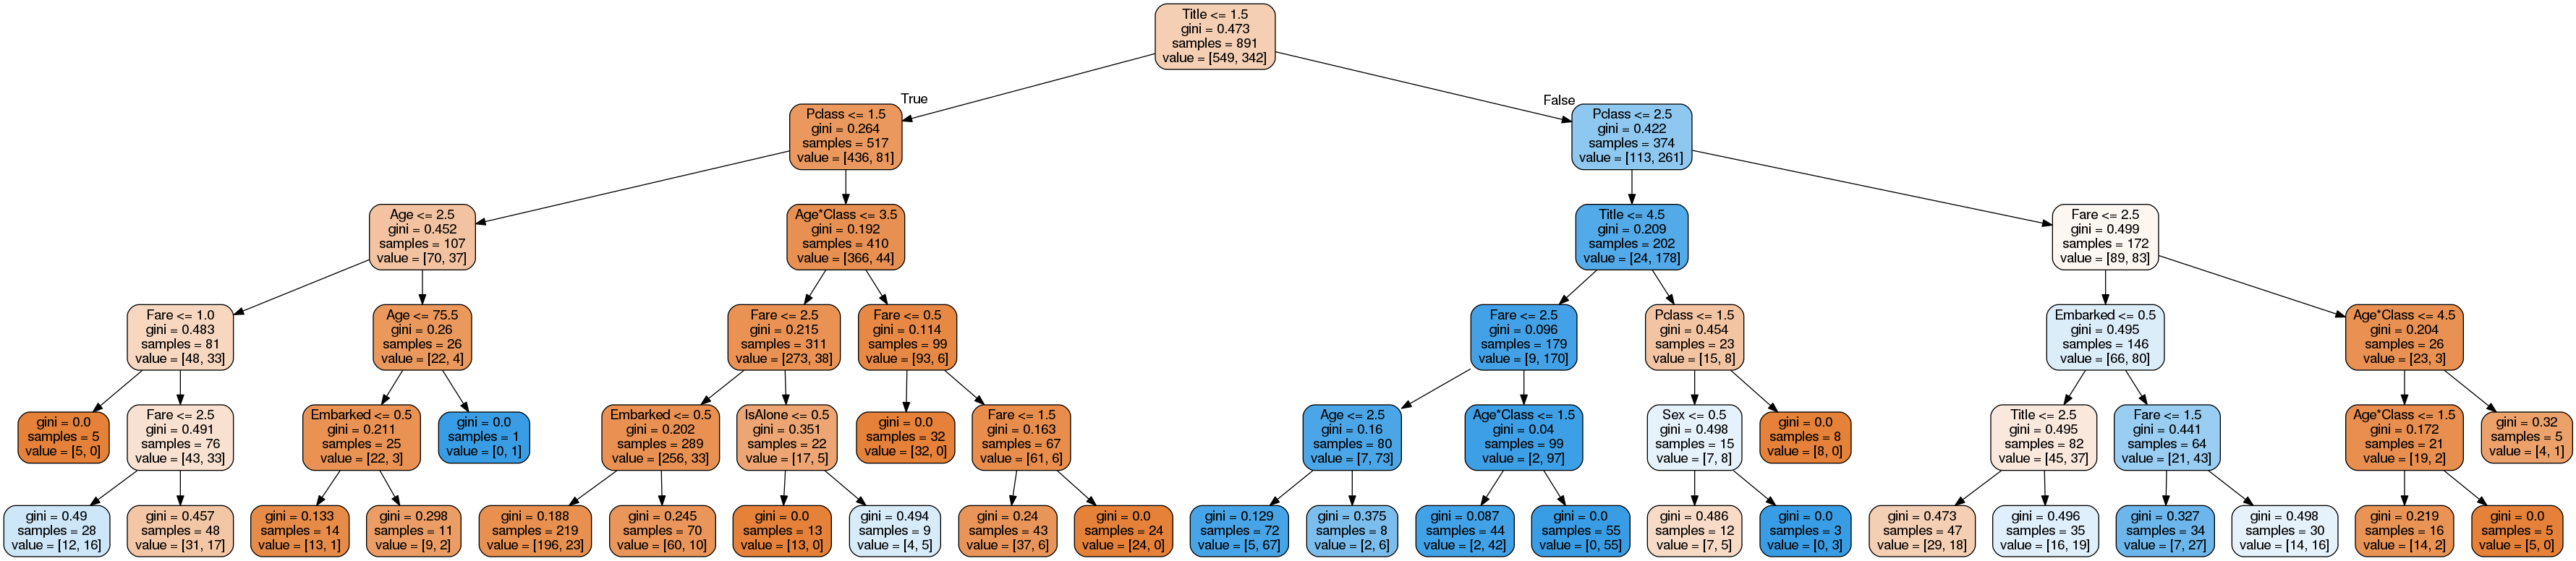 Title <= 1.5
gini = 0.473
samples = 891
value = [549, 342]
True
False
Pclass <= 1.5
gini = 0.264
samples = 517
value = [436, 81]
Pclass <= 2.5
gini = 0.422
samples = 374
value = [113, 261]
Age <= 2.5
gini = 0.452
samples = 107
value = [70, 37]
Age*Class <= 3.5
gini = 0.192
samples = 410
value = [366, 44]
Title <= 4.5
gini = 0.209
samples = 202
value = [24, 178]
Fare <= 2.5
gini = 0.499
samples = 172
value = [89, 83]
Fare <= 1.0
gini = 0.483
samples = 81
value = [48, 33]
Age <= 75.5
gini = 0.26
samples = 26
value = [22, 4]
Fare <= 2.5
gini = 0.215
samples = 311
value = [273, 38]
Fare <= 0.5
gini = 0.114
samples = 99
value = [93, 6]
Fare <= 2.5
gini = 0.096
samples = 179
value = [9, 170]
Pclass <= 1.5
gini = 0.454
samples = 23
value = [15, 8]
Embarked <= 0.5
gini = 0.495
samples = 146
value = [66, 80]
Age*Class <= 4.5
gini = 0.204
samples = 26
value = [23, 3]
gini = 0.0
samples = 5
value = [5, 0]
Fare <= 2.5
gini = 0.491
samples = 76
value = [43, 33]
Embarked <= 0.5
gini = 0.211
samples = 25
value = [22, 3]
gini = 0.0
samples = 1
value = [0, 1]
Embarked <= 0.5
gini = 0.202
samples = 289
value = [256, 33]
IsAlone <= 0.5
gini = 0.351
samples = 22
value = [17, 5]
gini = 0.0
samples = 32
value = [32, 0]
Fare <= 1.5
gini = 0.163
samples = 67
value = [61, 6]
Age <= 2.5
gini = 0.16
samples = 80
value = [7, 73]
Age*Class <= 1.5
gini = 0.04
samples = 99
value = [2, 97]
Sex <= 0.5
gini = 0.498
samples = 15
value = [7, 8]
gini = 0.0
samples = 8
value = [8, 0]
Title <= 2.5
gini = 0.495
samples = 82
value = [45, 37]
Fare <= 1.5
gini = 0.441
samples = 64
value = [21, 43]
Age*Class <= 1.5
gini = 0.172
samples = 21
value = [19, 2]
gini = 0.32
samples = 5
value = [4, 1]
gini = 0.49
samples = 28
value = [12, 16]
gini = 0.457
samples = 48
value = [31, 17]
gini = 0.133
samples = 14
value = [13, 1]
gini = 0.298
samples = 11
value = [9, 2]
gini = 0.188
samples = 219
value = [196, 23]
gini = 0.245
samples = 70
value = [60, 10]
gini = 0.0
samples = 13
value = [13, 0]
gini = 0.494
samples = 9
value = [4, 5]
gini = 0.24
samples = 43
value = [37, 6]
gini = 0.0
samples = 24
value = [24, 0]
gini = 0.129
samples = 72
value = [5, 67]
gini = 0.375
samples = 8
value = [2, 6]
gini = 0.087
samples = 44
value = [2, 42]
gini = 0.0
samples = 55
value = [0, 55]
gini = 0.486
samples = 12
value = [7, 5]
gini = 0.0
samples = 3
value = [0, 3]
gini = 0.473
samples = 47
value = [29, 18]
gini = 0.496
samples = 35
value = [16, 19]
gini = 0.327
samples = 34
value = [7, 27]
gini = 0.498
samples = 30
value = [14, 16]
gini = 0.219
samples = 16
value = [14, 2]
gini = 0.0
samples = 5
value = [5, 0]